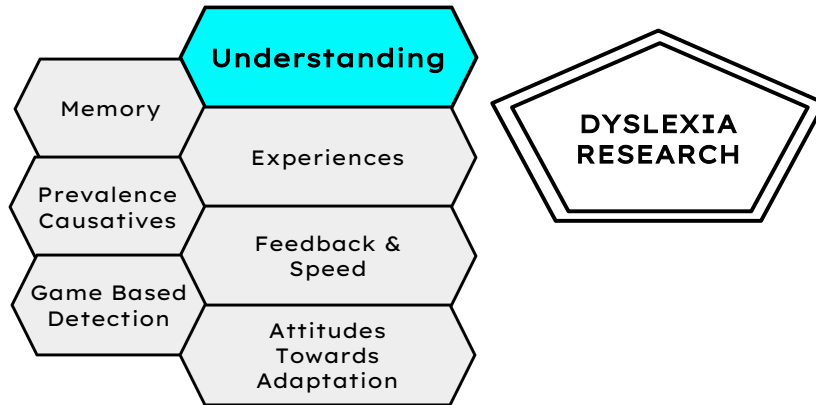 Understanding
Memory
Experiences
Prevalence
Causatives
Feedback &
Speed
Game Based
Detection
Attitudes
Towards
Adaptation
DYSLEXIA
RESEARCH